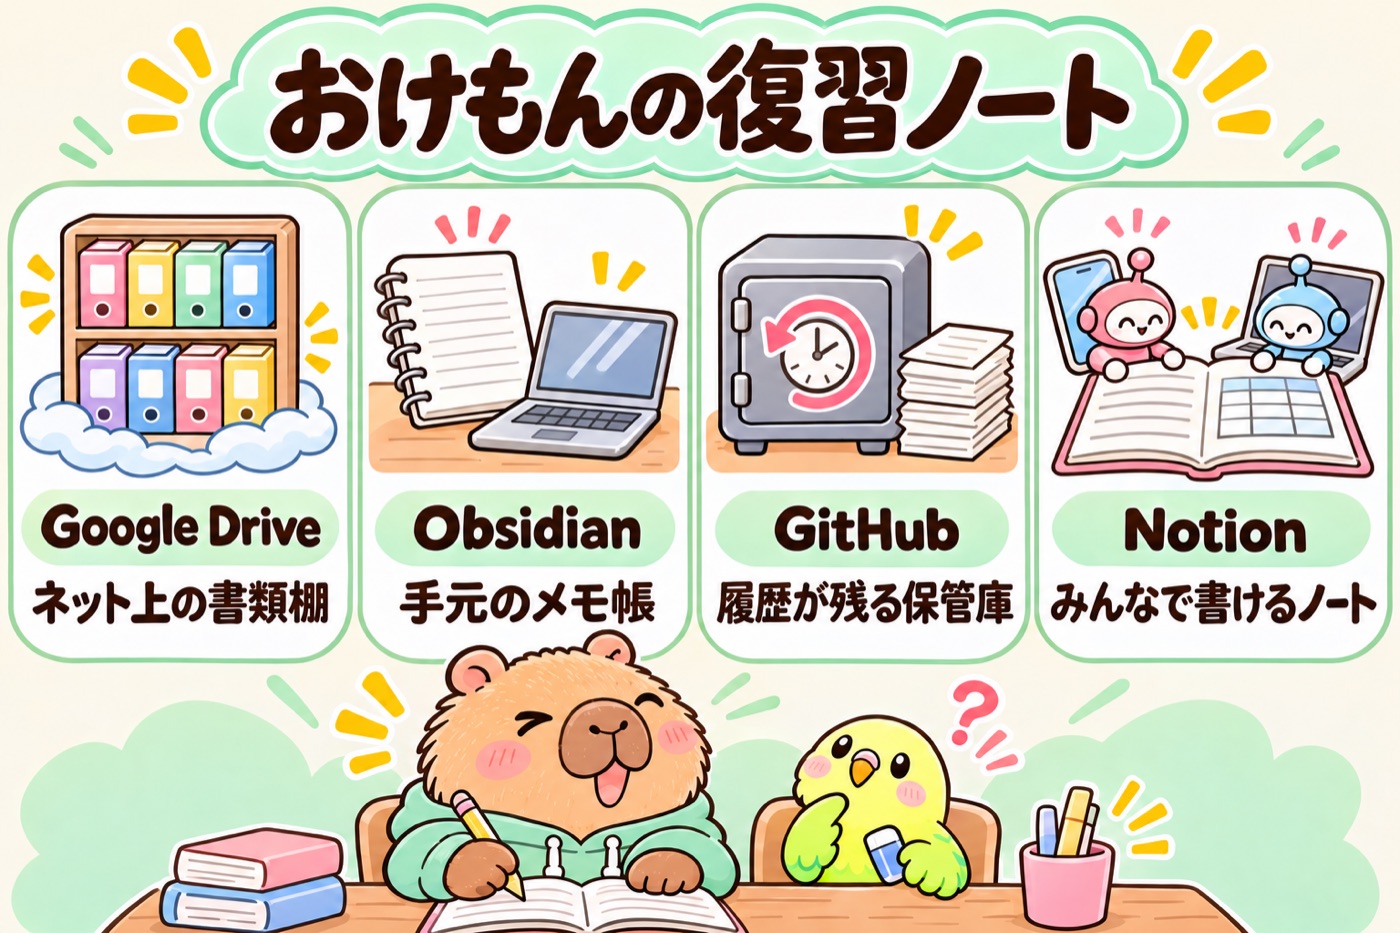 おけもんの復習ノート
Google Drive
ネット上の書類棚
Obsidian
手元のメモ帳
GitHub
履歴が残る保管庫
Notion
みんなで書けるノート
?